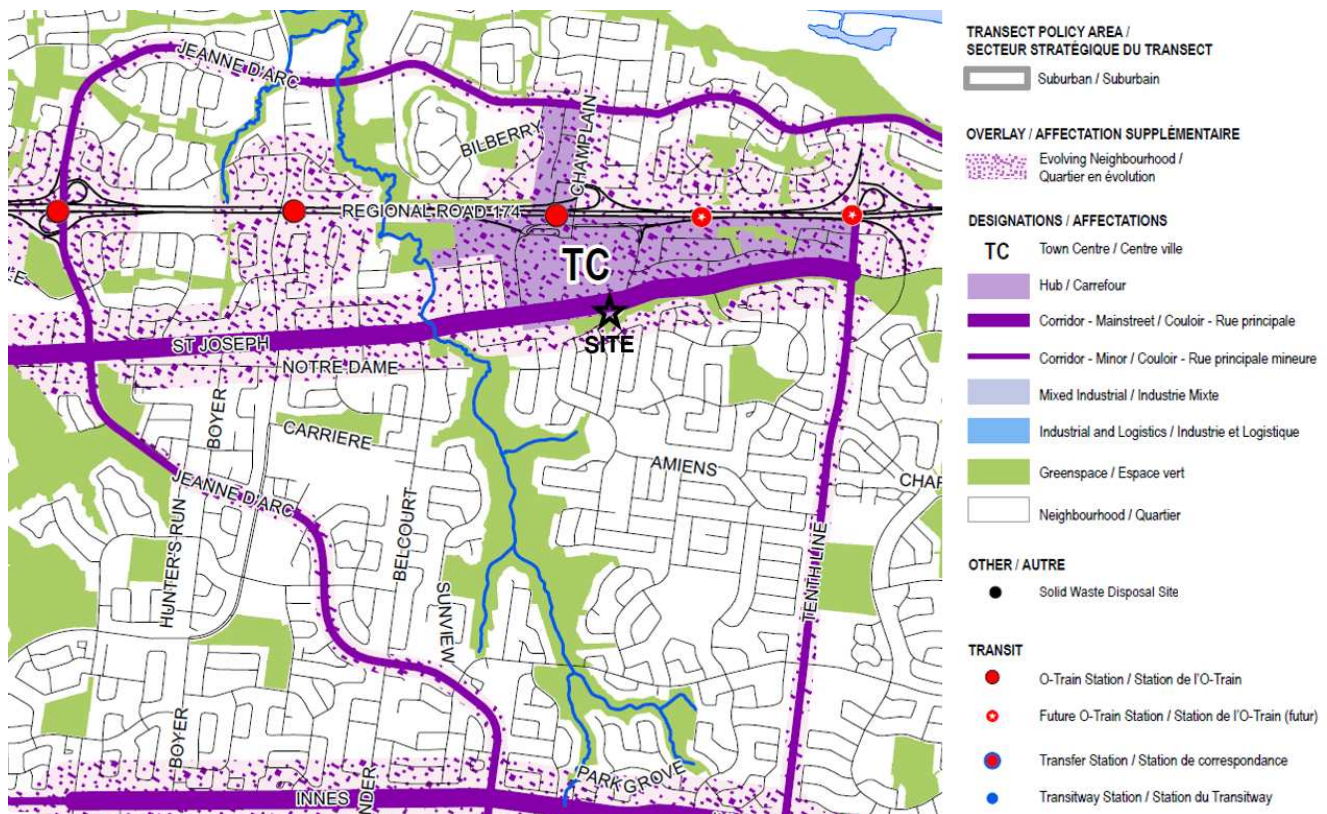 JEANNE D'ARC
BILBERRY
CHAMPLAIN
REGIONAL ROAD 174
TC
SITE
ST JOSEPH
NOTRE DAME
BOYER
CARRIERE
AMIENS
JEANNE D'ARC
HUNTER'S RUN
BELCOURT
SUNVIEW
TENTH LINE
BOYER
PARKGROVE
INNES
TRANSECT POLICY AREA /
SECTEUR STRATÉGIQUE DU TRANSECT
Suburban / Suburbain
OVERLAY / AFFECTATION SUPPLÉMENTAIRE
Evolving Neighbourhood /
Quartier en évolution
DESIGNATIONS / AFFECTATIONS
TC Town Centre / Centre ville
Hub / Carrefour
Corridor - Mainstreet / Couloir - Rue principale
Corridor - Minor / Couloir - Rue principale mineure
Mixed Industrial / Industrie Mixte
Industrial and Logistics / Industrie et Logistique
Greenspace / Espace vert
Neighbourhood / Quartier
OTHER / AUTRE
Solid Waste Disposal Site
TRANSIT
O-Train Station / Station de l'O-Train
Future O-Train Station / Station de l'O-Train (futur)
Transfer Station / Station de correspondance
Transitway Station / Station du Transitway